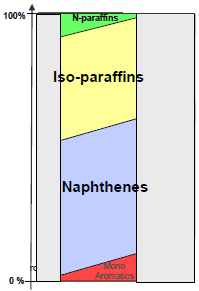 100%
N-paraffins
Iso-paraffins
Naphthenes
Mono
Aromatics
0 %